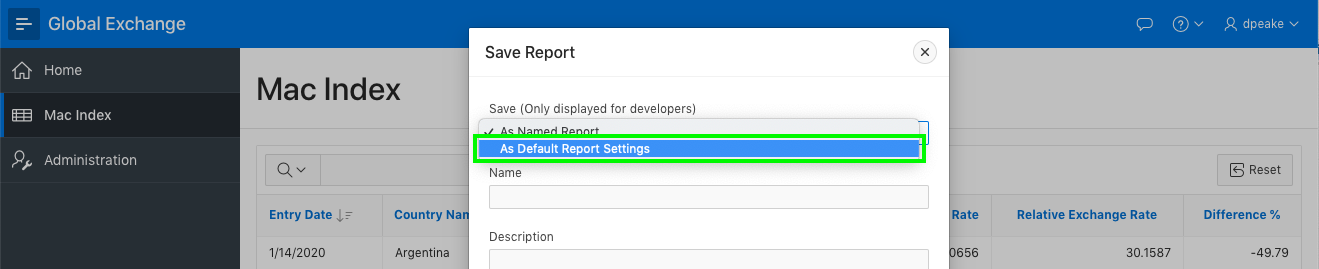 Global Exchange
dpeake
Save Report
Home
Mac Index
Administration
Mac Index
Save (Only displayed for developers)
✓ As Named Report
As Default Report Settings
Name
Description
Reset
Entry Date
Country Nam
Rate
Relative Exchange Rate
Difference %
1/14/2020
Argentina
0656
30.1587
-49.79